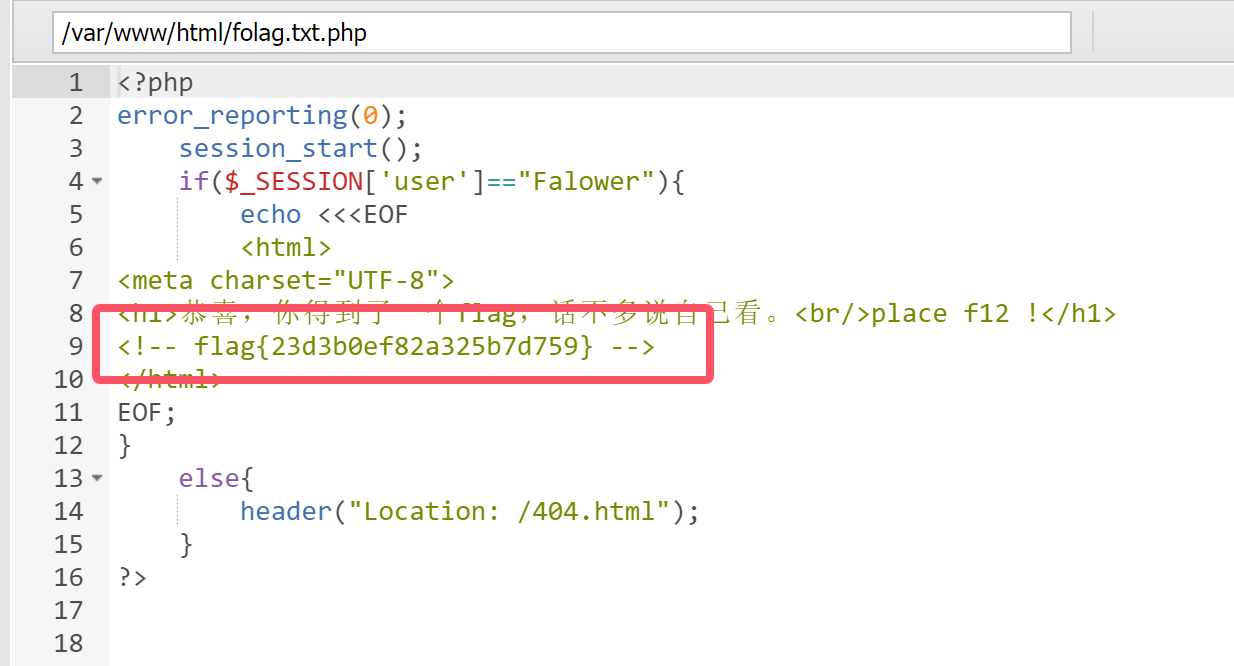 /var/www/html/folag.txt.php
1 <?php
2 error_reporting(0);
3 session_start();
4 if($_SESSION['user']=="Falower"){
5 echo <<<EOF
6 <html>
7 <meta charset="UTF-8">
8 <h1>恭喜，你得到了一个flag，话不多说自己看。<br/>place f12 !</h1>
9 <!-- flag{23d3b0ef82a325b7d759} -->
10 </html>
11 EOF;
12 }
13 else{
14 header("Location: /404.html");
15 }
16 ?>
17
18